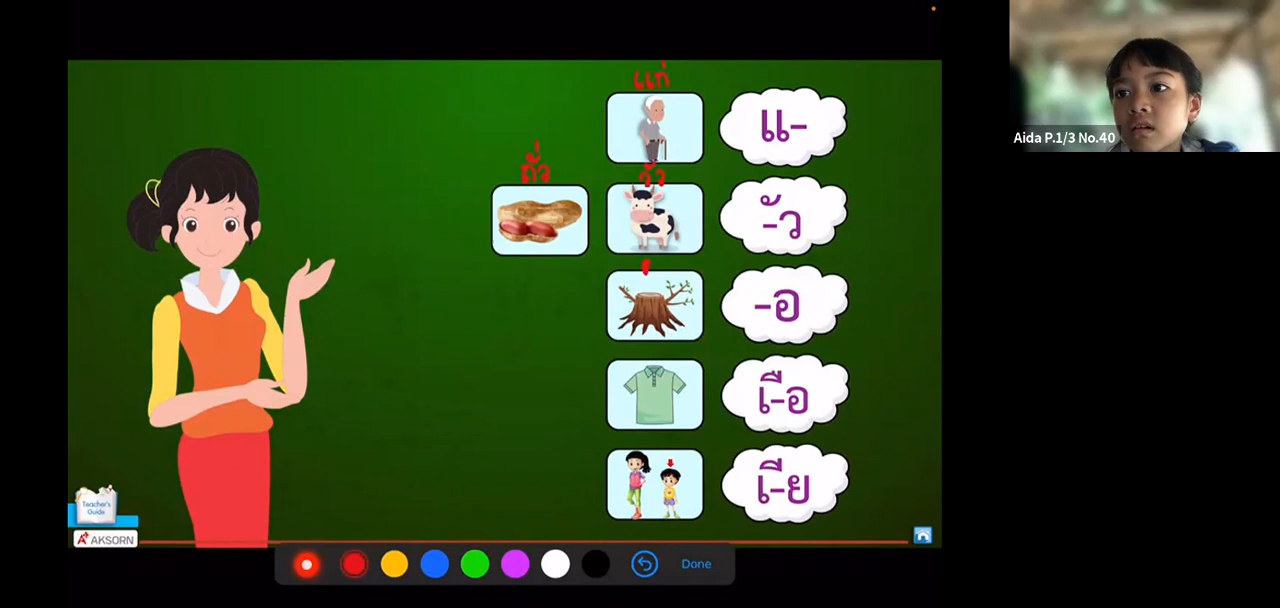 แก่
แ-
Aida P.1/3 No.40
ถั่ว
วัว
-ัว
-อ
เ-ือ
เ-ีย
Teacher's
Guide
AKSORN
Done